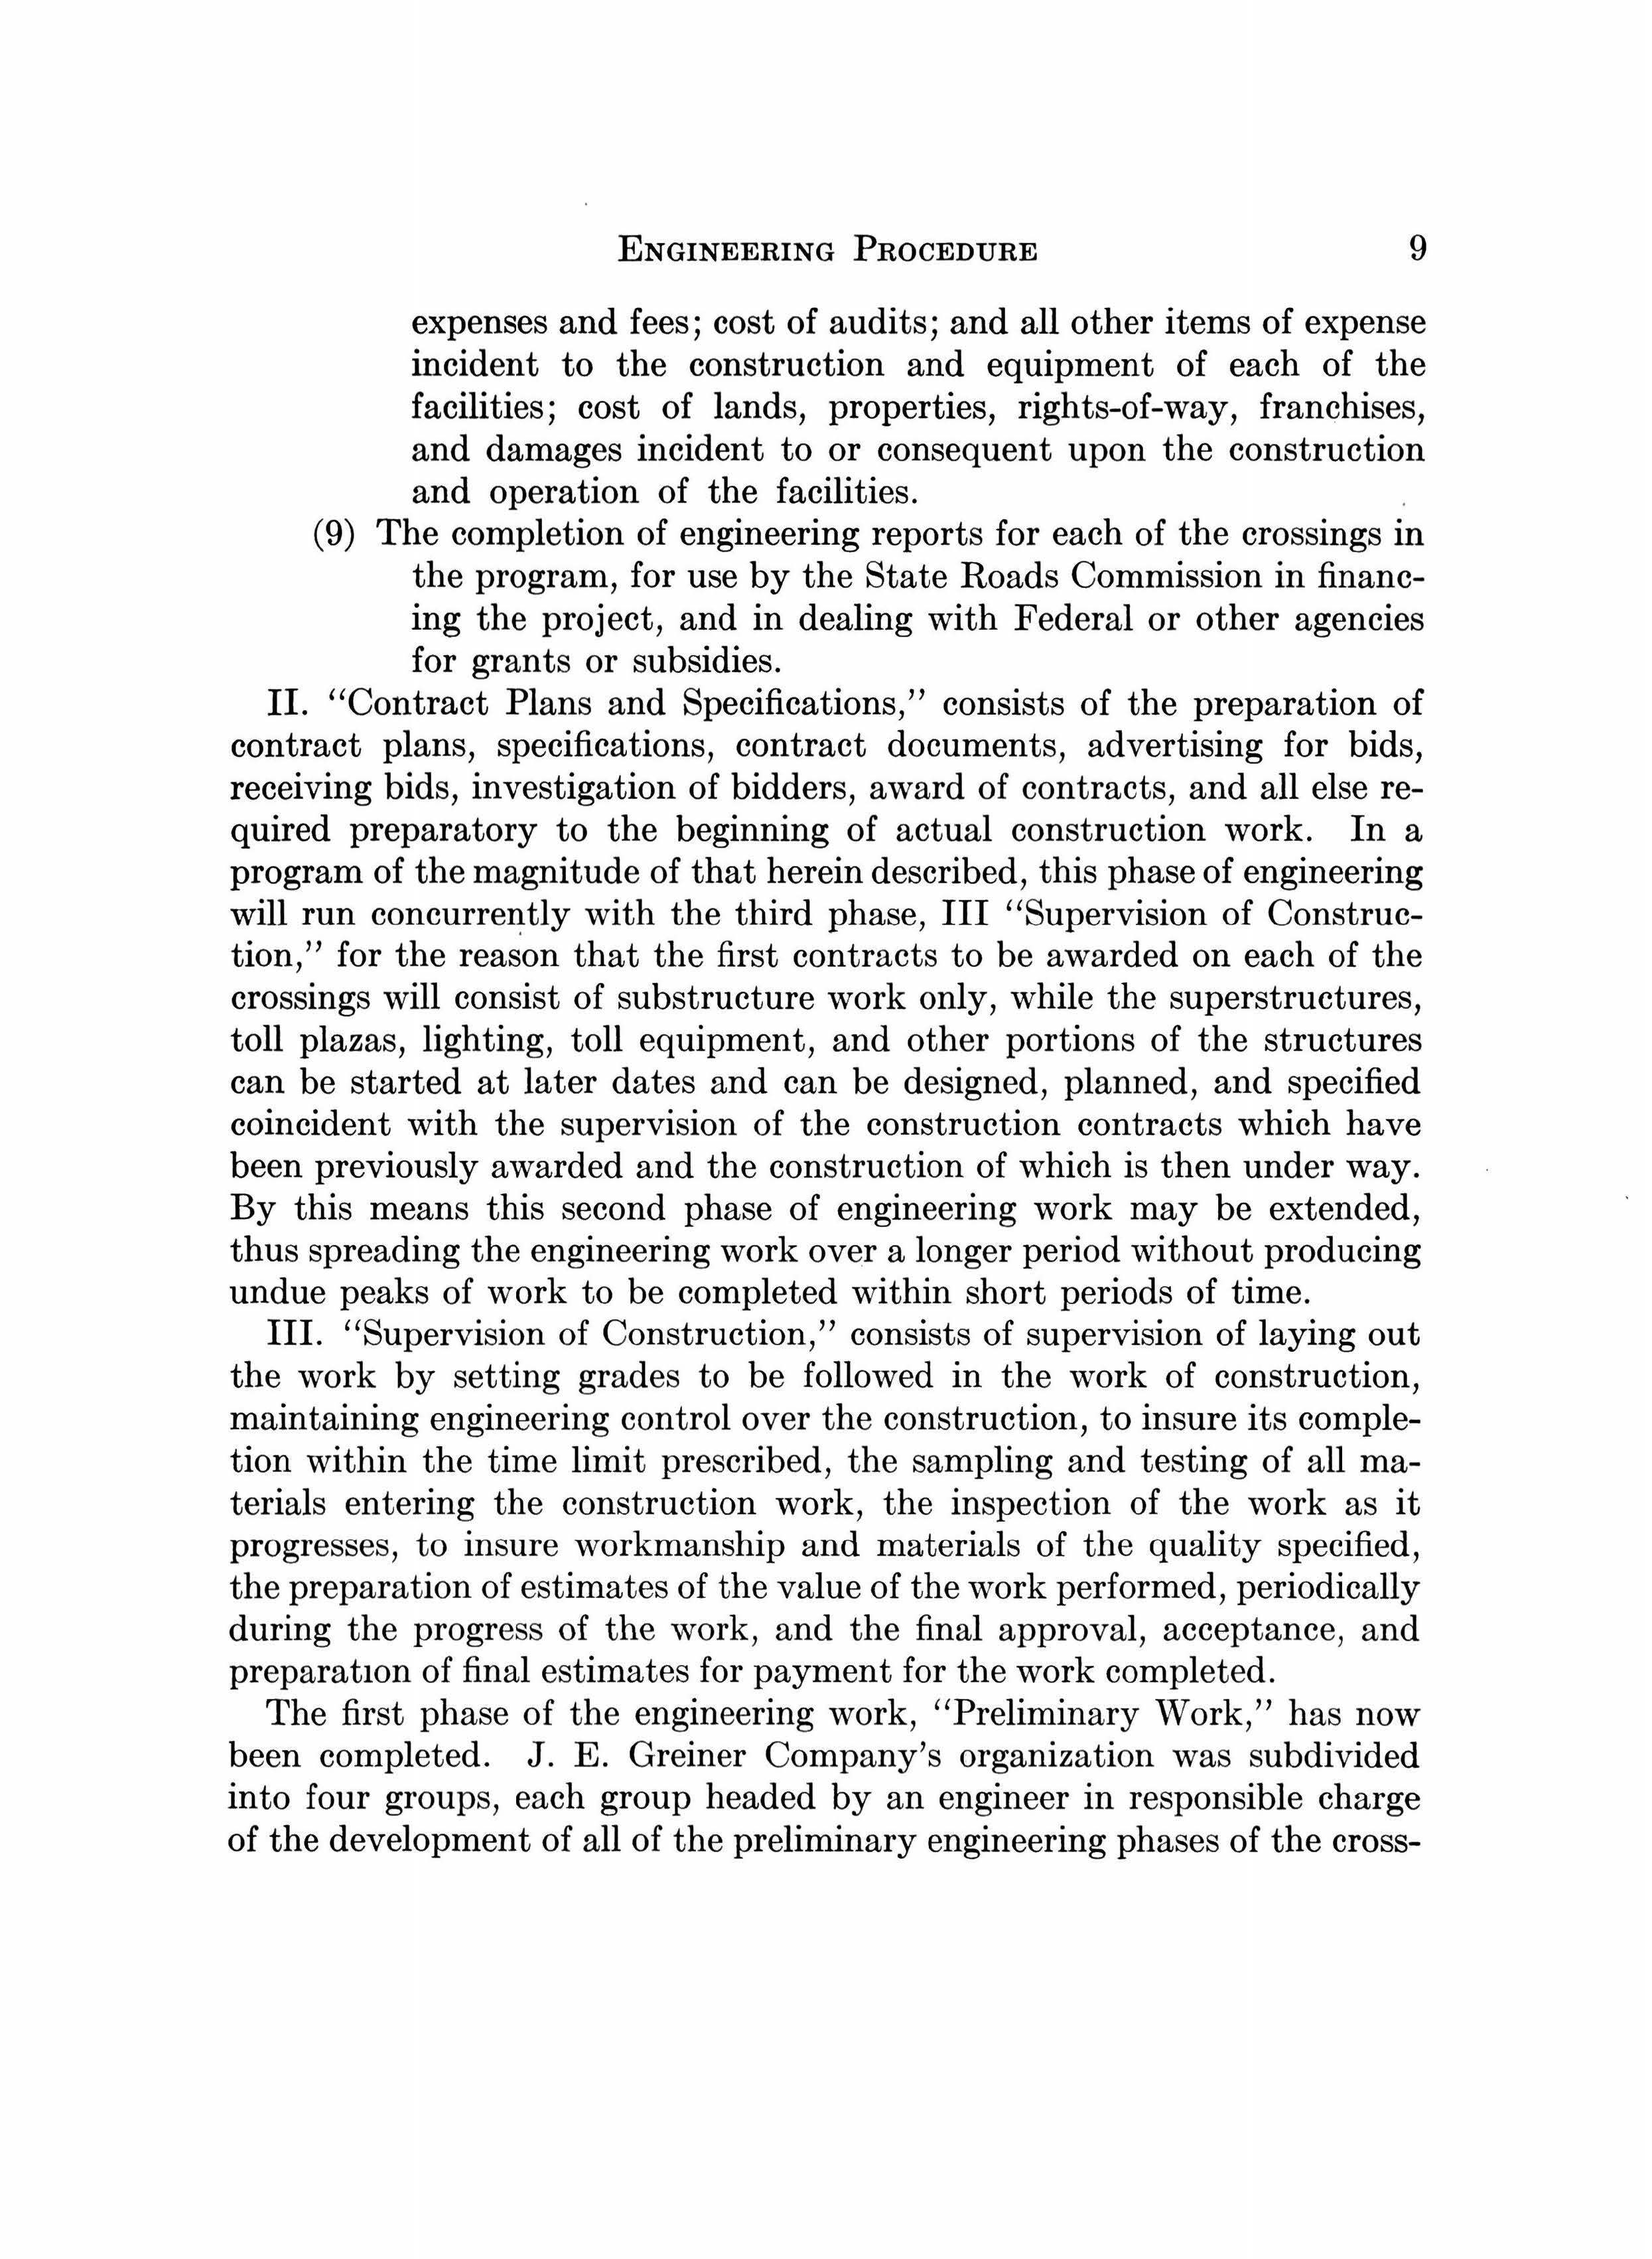 ENGINEERING PROCEDURE 9
expenses and fees; cost of audits; and all other items of expense
incident to the construction and equipment of each of the
facilities; cost of lands, properties, rights-of-way, franchises,
and damages incident to or consequent upon the construction
and operation of the facilities.
(9) The completion of engineering reports for each of the crossings in
the program, for use by the State Roads Commission in financ-
ing the project, and in dealing with Federal or other agencies
for grants or subsidies.
II. “Contract Plans and Specifications,” consists of the preparation of
contract plans, specifications, contract documents, advertising for bids,
receiving bids, investigation of bidders, award of contracts, and all else re-
quired preparatory to the beginning of actual construction work. In a
program of the magnitude of that herein described, this phase of engineering
will run concurrently with the third phase, III “Supervision of Construc-
tion,” for the reason that the first contracts to be awarded on each of the
crossings will consist of substructure work only, while the superstructures,
toll plazas, lighting, toll equipment, and other portions of the structures
can be started at later dates and can be designed, planned, and specified
coincident with the supervision of the construction contracts which have
been previously awarded and the construction of which is then under way.
By this means this second phase of engineering work may be extended,
thus spreading the engineering work over a longer period without producing
undue peaks of work to be completed within short periods of time.
III. “Supervision of Construction,” consists of supervision of laying out
the work by setting grades to be followed in the work of construction,
maintaining engineering control over the construction, to insure its comple-
tion within the time limit prescribed, the sampling and testing of all ma-
terials entering the construction work, the inspection of the work as it
progresses, to insure workmanship and materials of the quality specified,
the preparation of estimates of the value of the work performed, periodically
during the progress of the work, and the final approval, acceptance, and
preparation of final estimates for payment for the work completed.
The first phase of the engineering work, “Preliminary Work,” has now
been completed. J. E. Greiner Company’s organization was subdivided
into four groups, each group headed by an engineer in responsible charge
of the development of all of the preliminary engineering phases of the cross-